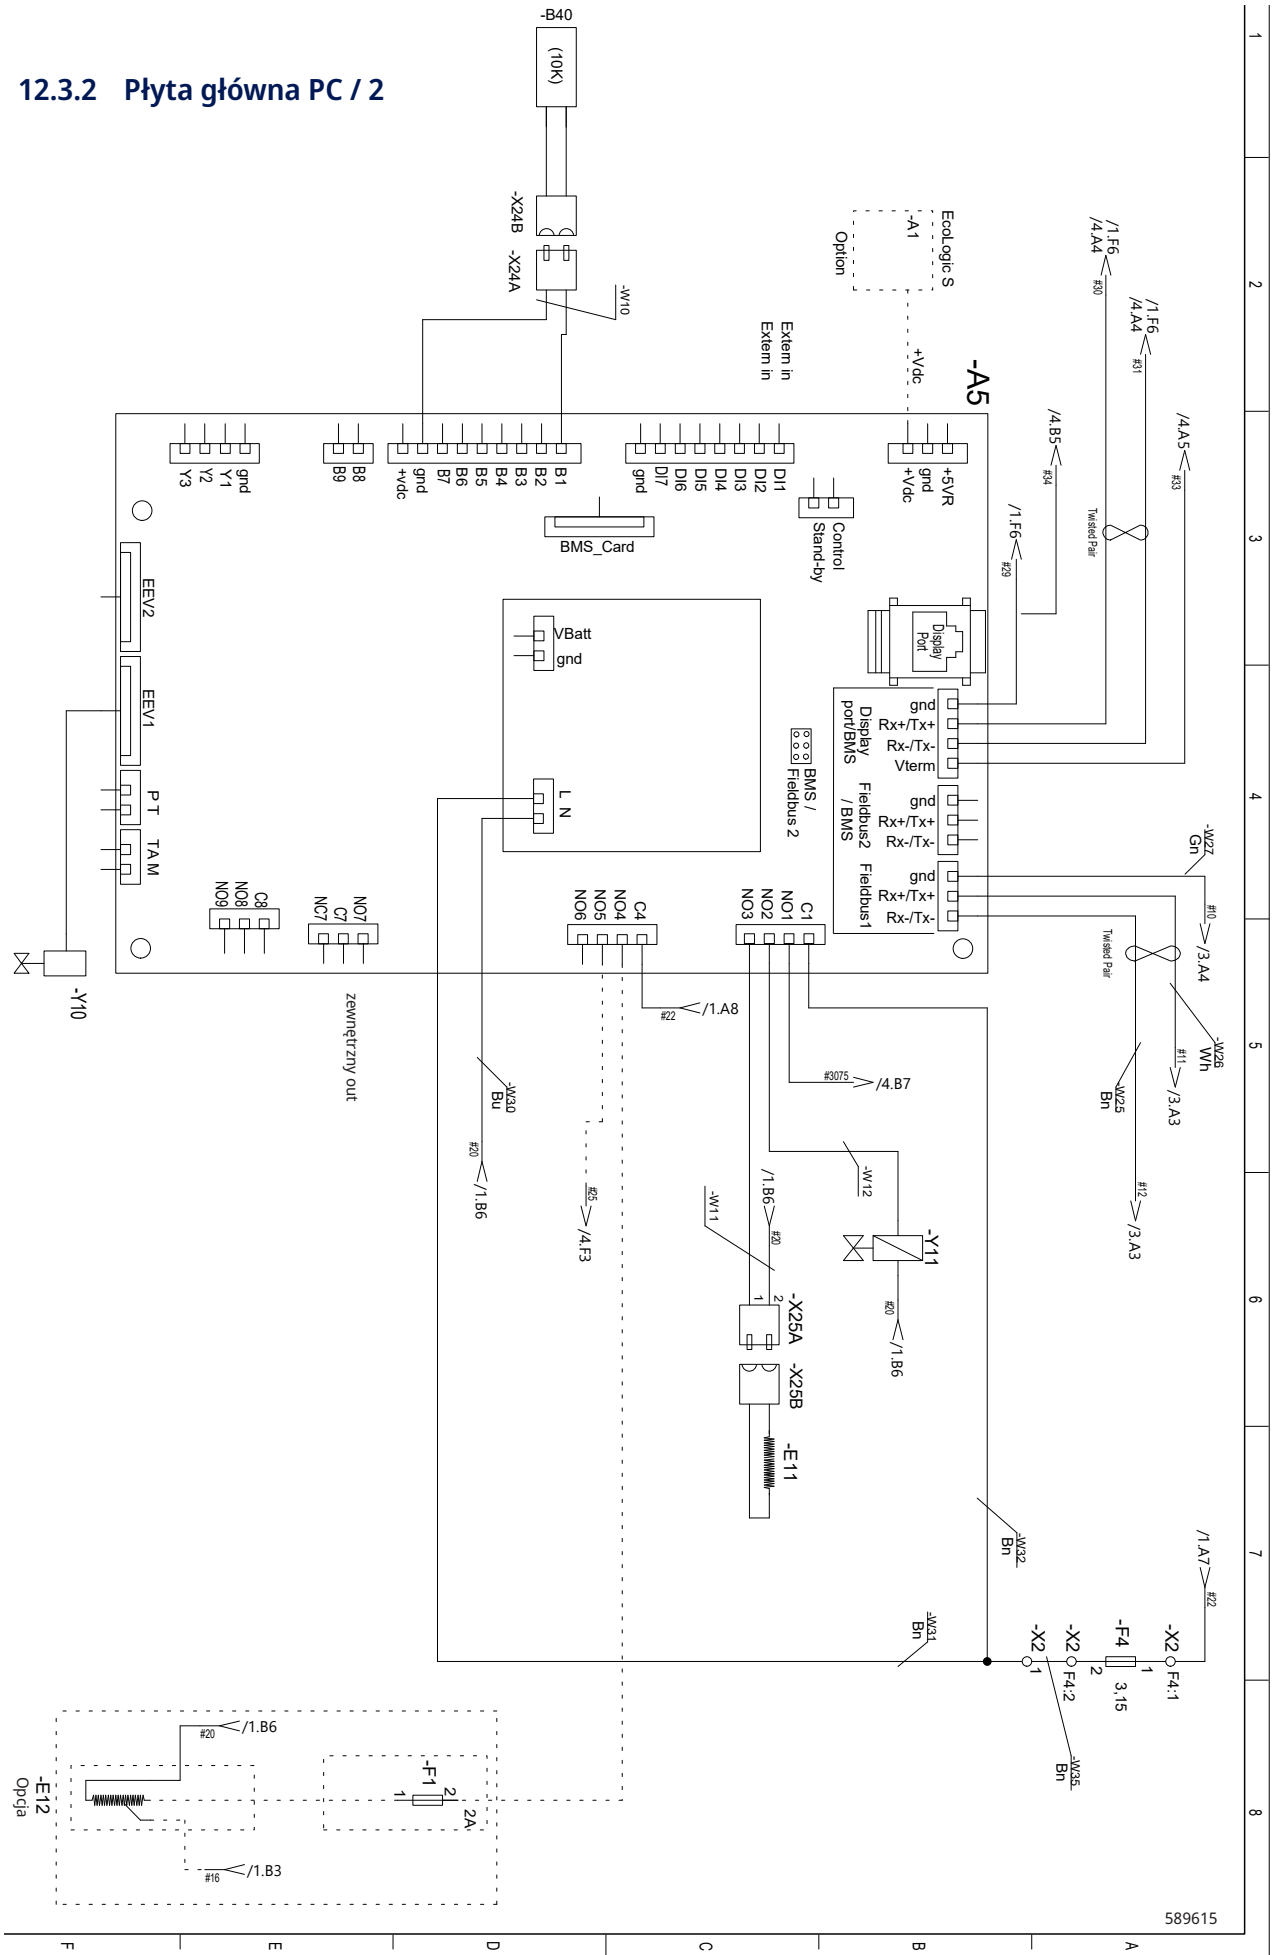 12.3.2 Płyta główna PC / 2
-B40
(10K)
-X24B
-X24A
-W10
EcoLogic S
-A1
Option
+Vdc
Extern in
Extern in
-A5
/1.F6
/4.A4
#30
/1.F6
/4.A4
#31
/4.A5
#33
/4.B5
#34
/1.F6
#29
Twisted Pair
Y3
Y2
Y1
gnd
B9
B8
+vdc
gnd
B7
B6
B5
B4
B3
B2
B1
gnd
DI7
DI6
DI5
DI4
DI3
DI2
DI1
+Vdc
gnd
+5VR
Control
Stand-by
BMS_Card
EEV2
EEV1
P T
TA M
VBatt
gnd
L N
Display
Port
gnd
Rx+/Tx+
Rx-/Tx-
Vterm
Display
port/BMS
gnd
Rx+/Tx+
Rx-/Tx-
Fieldbus2
/ BMS
gnd
Rx+/Tx+
Rx-/Tx-
Fieldbus1
BMS /
Fieldbus 2
NO9
NO8
C8
NC7
C7
NO7
NO6
NO5
NO4
C4
NO3
NO2
NO1
C1
-Y10
zewnętrzny out
-W27
Gn
#10
/3.A4
Twisted Pair
-W26
Wh
#11
/3.A3
-W25
Bn
#12
/3.A3
#22
/1.A8
#3075
/4.B7
-W30
Bu
#20
/1.B6
#25
/4.F3
-W12
-Y11
#20
/1.B6
-W11
/1.B6
#20
1
2
-X25A
-X25B
-E11
-W32
Bn
-W31
Bn
/1.A7
#22
-X2
1
-X2
F4:2
-F4
2
1
3,15
-X2
F4:1
-W35
Bn
#20
/1.B6
-E12
Opcja
-F1
1
2
2A
#16
/1.B3
589615
1
2
3
4
5
6
7
8
F
E
D
C
B
A